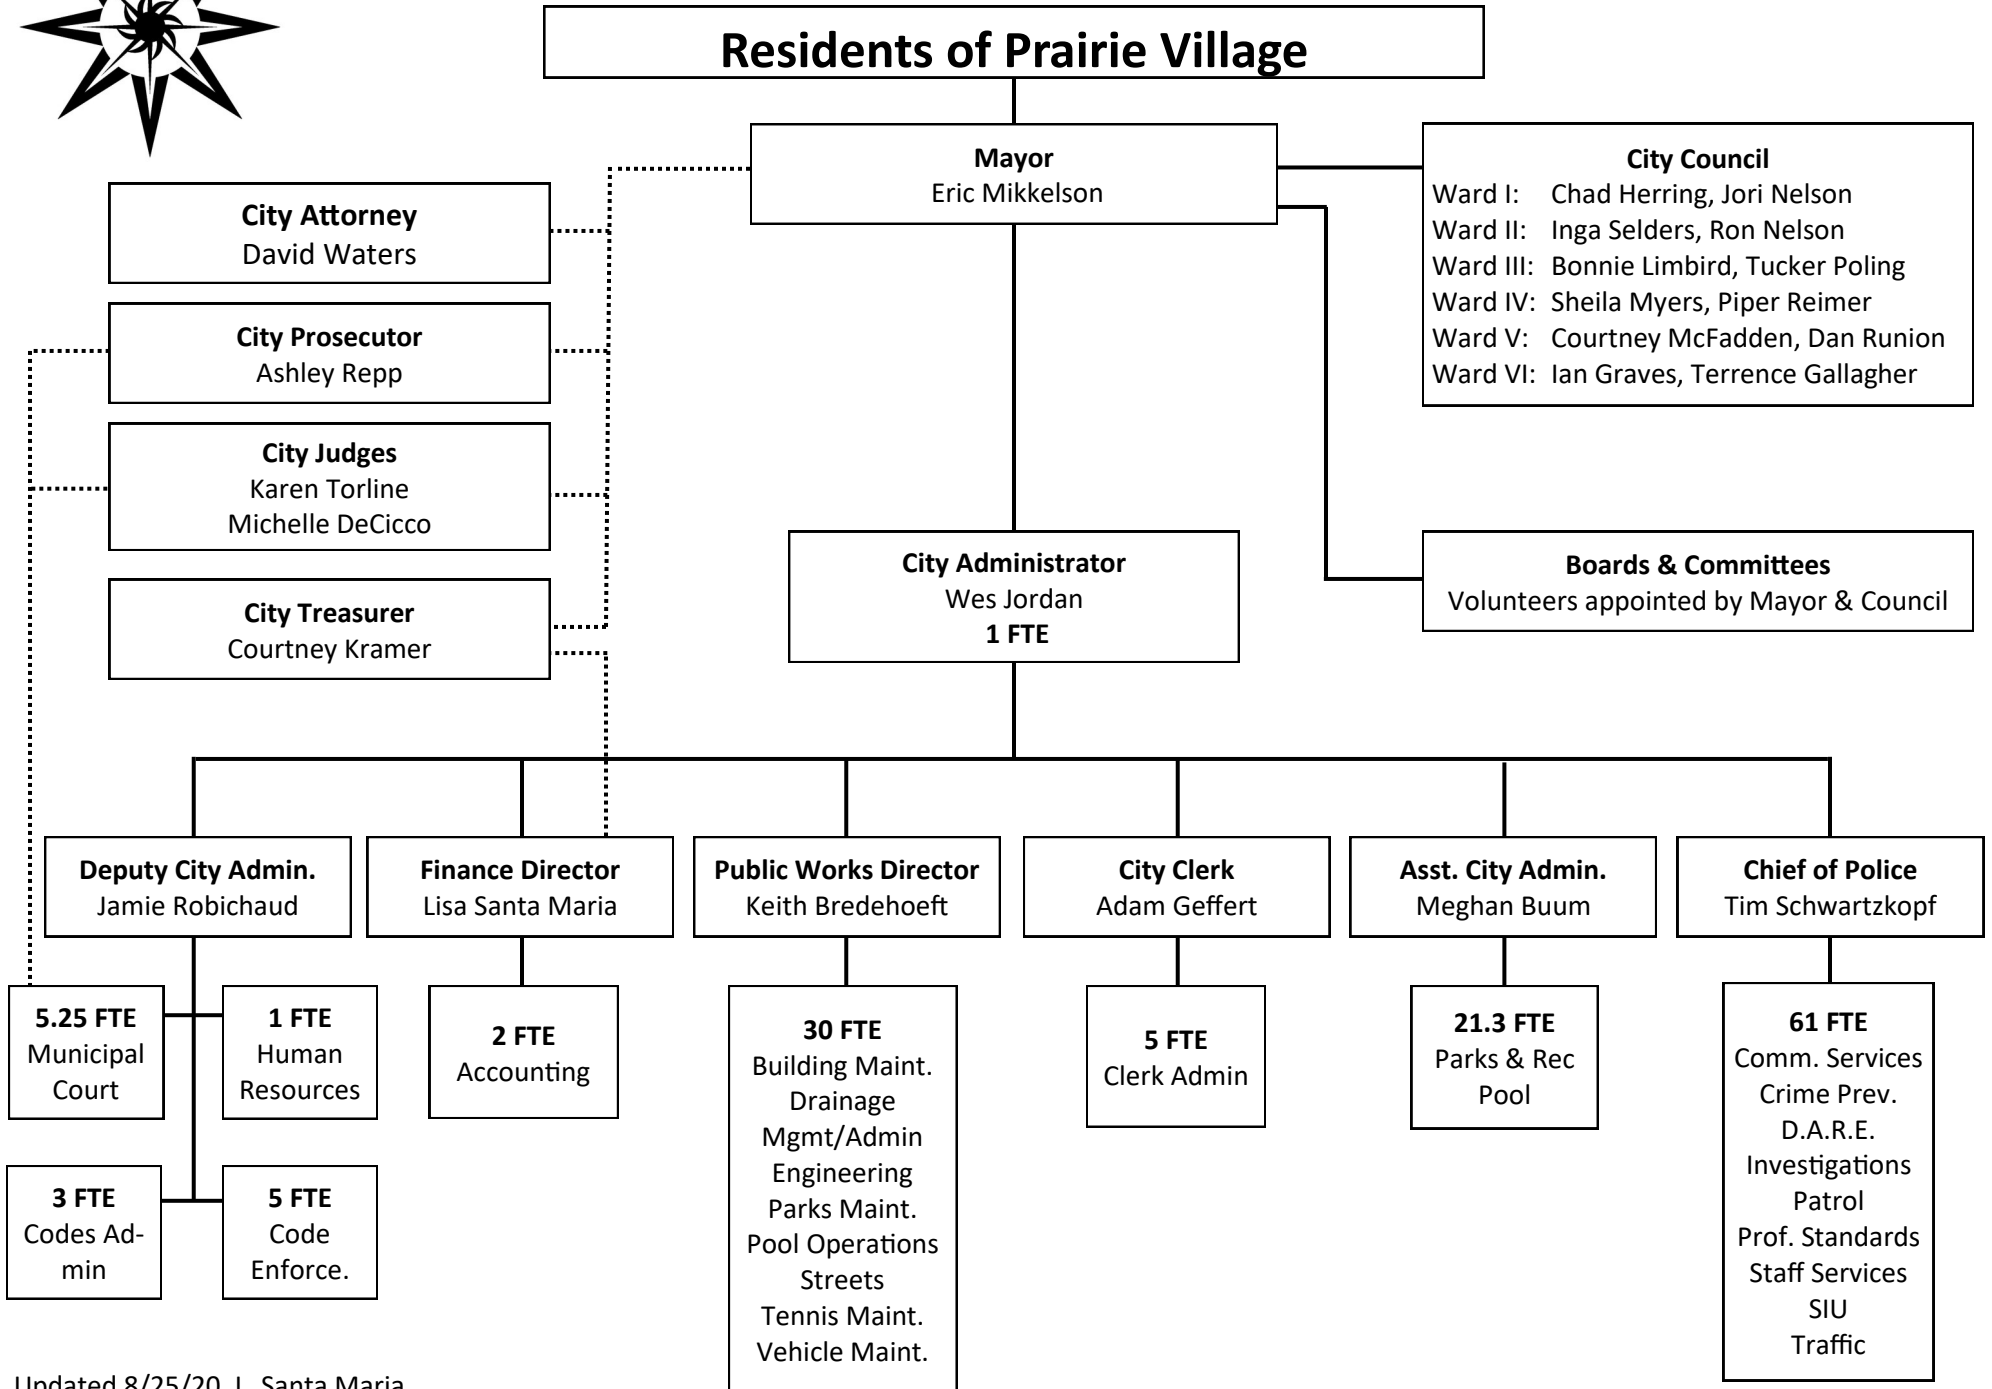 Residents of Prairie Village
Mayor
Eric Mikkelson
City Council
Ward I: Chad Herring, Jori Nelson
Ward II: Inga Selders, Ron Nelson
Ward III: Bonnie Limbird, Tucker Poling
Ward IV: Sheila Myers, Piper Reimer
Ward V: Courtney McFadden, Dan Runion
Ward VI: Ian Graves, Terrence Gallagher
City Attorney
David Waters
City Prosecutor
Ashley Repp
City Judges
Karen Torline
Michelle DeCicco
City Treasurer
Courtney Kramer
City Administrator
Wes Jordan
1 FTE
Boards & Committees
Volunteers appointed by Mayor & Council
Deputy City Admin.
Jamie Robichaud
Finance Director
Lisa Santa Maria
Public Works Director
Keith Bredehoeft
City Clerk
Adam Geffert
Asst. City Admin.
Meghan Buum
Chief of Police
Tim Schwartzkopf
5.25 FTE
Municipal
Court
1 FTE
Human
Resources
3 FTE
Codes Ad-
min
5 FTE
Code
Enforce.
2 FTE
Accounting
30 FTE
Building Maint.
Drainage
Mgmt/Admin
Engineering
Parks Maint.
Pool Operations
Streets
Tennis Maint.
Vehicle Maint.
5 FTE
Clerk Admin
21.3 FTE
Parks & Rec
Pool
61 FTE
Comm. Services
Crime Prev.
D.A.R.E.
Investigations
Patrol
Prof. Standards
Staff Services
SIU
Traffic
Updated 8/25/20 L. Santa Maria